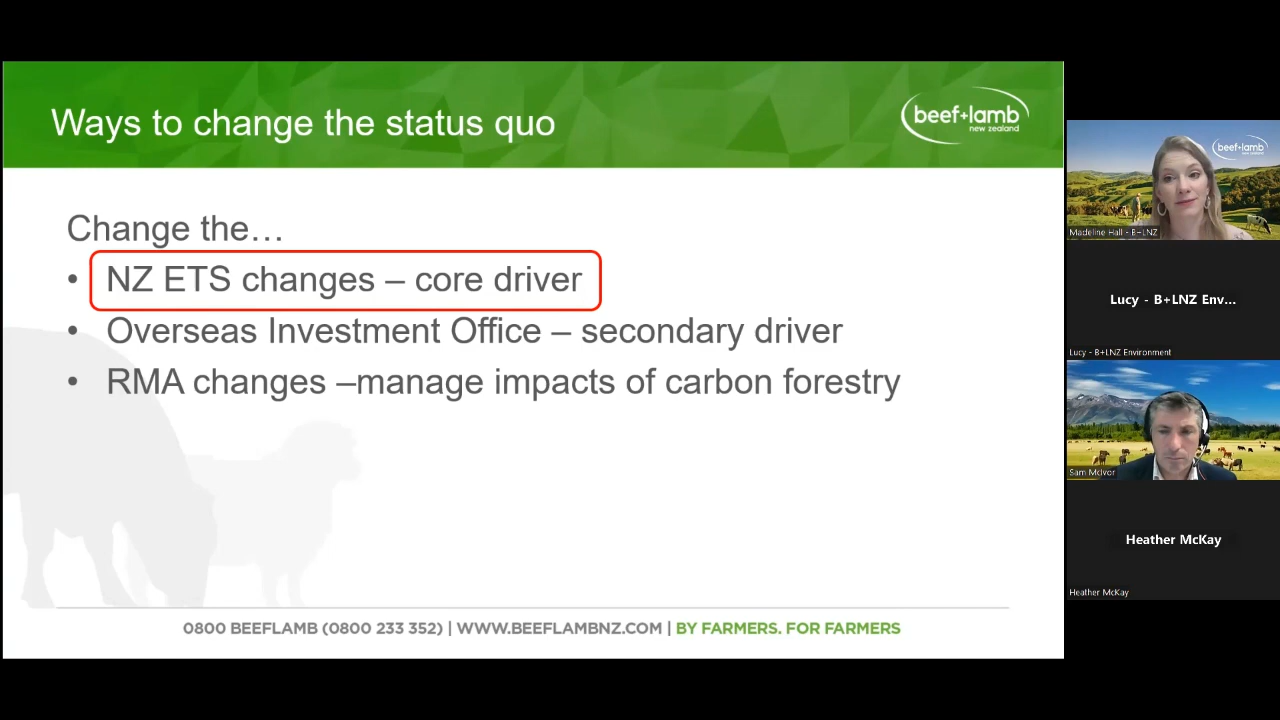 Ways to change the status quo
beef+lamb
new zealand
Change the…
• NZ ETS changes – core driver
• Overseas Investment Office – secondary driver
• RMA changes –manage impacts of carbon forestry
0800 BEEFLAMB (0800 233 352) | WWW.BEEFLAMBNZ.COM | BY FARMERS. FOR FARMERS
beef+lamb
Madeline Hall - B+LNZ
Lucy - B+LNZ Env...
Lucy - B+LNZ Environment
Sam McIvor
Heather McKay
Heather McKay